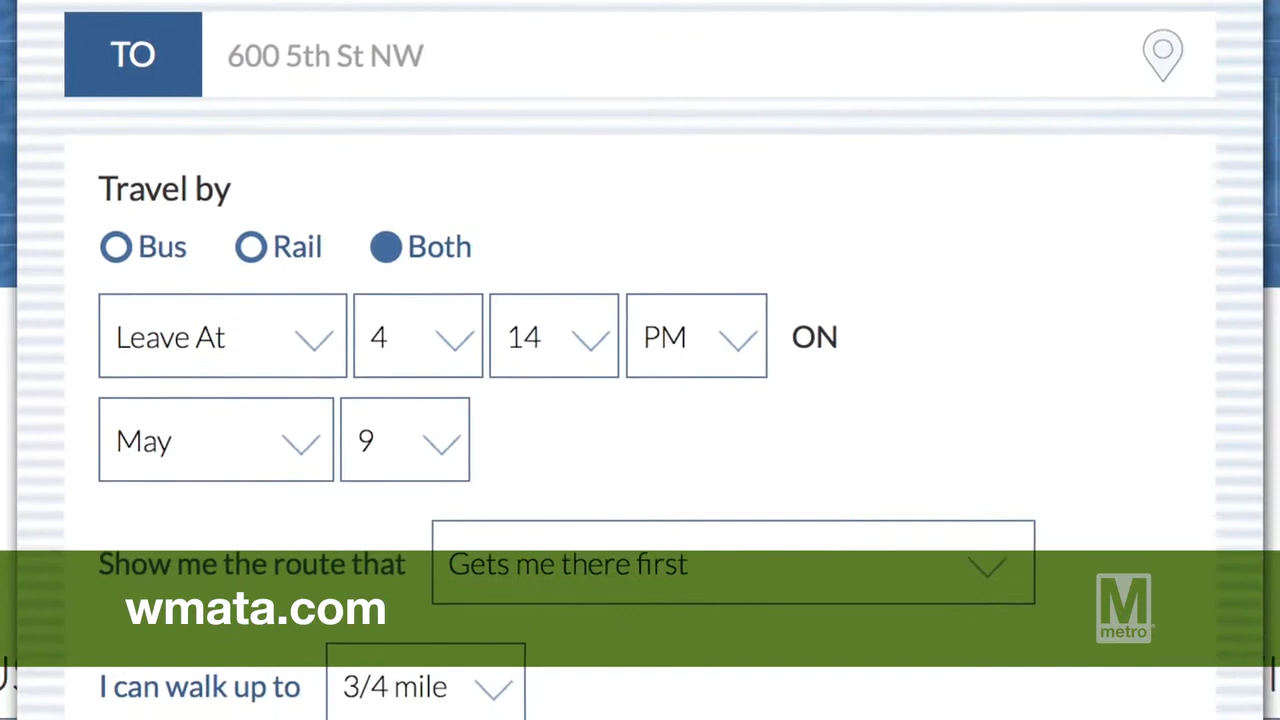 TO 600 5th St NW
Travel by
Bus Rail Both
Leave At 4 14 PM ON
May 9
Show me the route that Gets me there first
wmata.com
M
metro
I can walk up to 3/4 mile